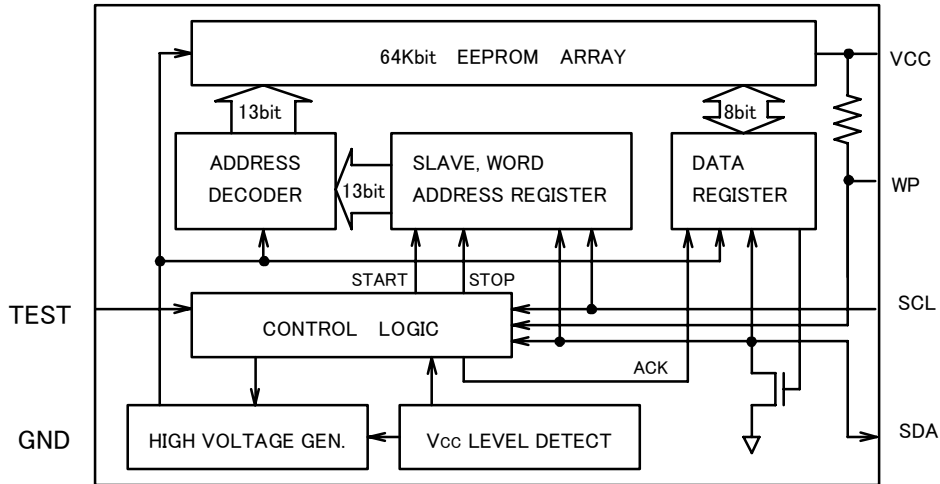 64Kbit EEPROM ARRAY
VCC
13bit
8bit
ADDRESS
DECODER
13bit
SLAVE, WORD
ADDRESS REGISTER
DATA
REGISTER
WP
START
STOP
TEST
CONTROL LOGIC
SCL
ACK
GND
HIGH VOLTAGE GEN.
VCC LEVEL DETECT
SDA